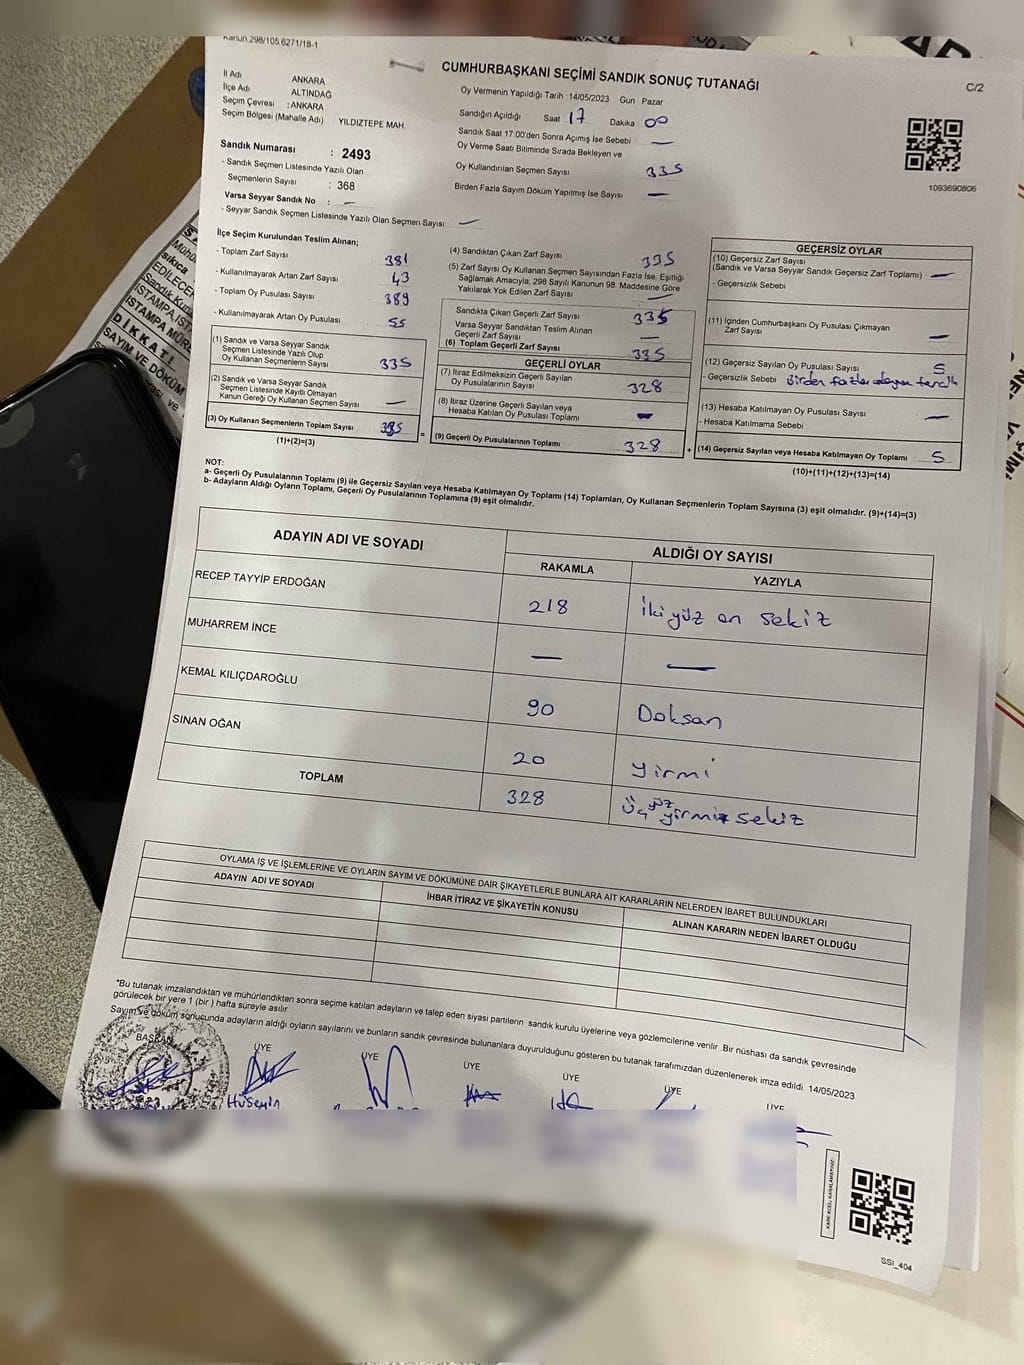 Kanun 298/105 6271/18-1
CUMHURBAŞKANI SEÇİMİ SANDIK SONUÇ TUTANAĞI
C/2
İl Adı ANKARA
İlçe Adı ALTINDAĞ
Seçim Çevresi : ANKARA
Seçim Bölgesi (Mahalle Adı) YILDIZTEPE MAH.
Sandık Numarası : 2493
- Sandık Seçmen Listesinde Yazılı Olan
Seçmenlerin Sayısı : 368
Varsa Seyyar Sandık No : —
- Seyyar Sandık Seçmen Listesinde Yazılı Olan Seçmen Sayısı: —
Oy Vermenin Yapıldığı Tarih :14/05/2023 Gün Pazar
Sandığın Açıldığı Saat 17 Dakika 00
Sandık Saat 17:00'den Sonra Açımış İse Sebebi —
Oy Verme Saati Bitiminde Sırada Bekleyen ve
Oy Kullandırılan Seçmen Sayısı 335
Birden Fazla Sayım Döküm Yapılmış İse Sayısı —
1093690806
İlçe Seçim Kurulundan Teslim Alınan;
- Toplam Zarf Sayısı 381
- Kullanılmayarak Artan Zarf Sayısı 43
- Toplam Oy Pusulası Sayısı 389
- Kullanılmayarak Artan Oy Pusulası 55
(1) Sandık ve Varsa Seyyar Sandık
Seçmen Listesinde Yazılı Olup
Oy Kullanan Seçmenlerin Sayısı 335
(2) Sandık ve Varsa Seyyar Sandık
Seçmen Listesinde Kayıtlı Olmayan
Kanun Gereği Oy Kullanan Seçmen Sayısı —
(3) Oy Kullanan Seçmenlerin Toplam Sayısı 335
(1)+(2)=(3)
(4) Sandıktan Çıkan Zarf Sayısı 335
(5) Zarf Sayısı Oy Kullanan Seçmen Sayısından Fazla İse, Eşitliği
Sağlamak Amacıyla, 298 Sayılı Kanunun 98. Maddesine Göre
Yakılarak Yok Edilen Zarf Sayısı —
Sandıkta Çıkan Geçerli Zarf Sayısı 335
Varsa Seyyar Sandıktan Teslim Alınan
Geçerli Zarf Sayısı —
(6) Toplam Geçerli Zarf Sayısı 335
GEÇERLİ OYLAR
(7) İtiraz Edilmeksizin Geçerli Sayılan
Oy Pusulalarının Sayısı 328
(8) İtiraz Üzerine Geçerli Sayılan veya
Hesaba Katılan Oy Pusulası Toplamı —
(9) Geçerli Oy Pusulalarının Toplamı 328
GEÇERSİZ OYLAR
(10) Geçersiz Zarf Sayısı
(Sandık ve Varsa Seyyar Sandık Geçersiz Zarf Toplamı) —
- Geçersizlik Sebebi
(11) İçinden Cumhurbaşkanı Oy Pusulası Çıkmayan
Zarf Sayısı —
(12) Geçersiz Sayılan Oy Pusulası Sayısı 5
- Geçersizlik Sebebi Birden fazla
(13) Hesaba Katılmayan Oy Pusulası Sayısı —
- Hesaba Katılmama Sebebi
(14) Geçersiz Sayılan veya Hesaba Katılmayan Oy Toplamı 5
(10)+(11)+(12)+(13)=(14)
NOT:
a- Geçerli Oy Pusulalarının Toplamı (9) ile Geçersiz Sayılan veya Hesaba Katılmayan Oy Toplamı (14) Toplamları, Oy Kullanan Seçmenlerin Toplam Sayısına (3) eşit olmalıdır. (9)+(14)=(3)
b- Adayların Aldığı Oyların Toplamı, Geçerli Oy Pusulalarının Toplamına (9) eşit olmalıdır.
ADAYIN ADI VE SOYADI ALDIĞI OY SAYISI
RAKAMLA YAZIYLA
RECEP TAYYİP ERDOĞAN 218 İki yüz on sekiz
MUHARREM İNCE — —
KEMAL KILIÇDAROĞLU 90 Doksan
SİNAN OĞAN 20 Yirmi
TOPLAM 328 Üç yüz yirmi sekiz
OYLAMA İŞ VE İŞLEMLERİNE VE OYLARIN SAYIM VE DÖKÜMÜNE DAİR ŞİKAYETLERLE BUNLARA AİT KARARLARIN NELERDEN İBARET BULUNDUKLARI
ADAYIN ADI VE SOYADI İHBAR İTİRAZ VE ŞİKAYETİN KONUSU ALINAN KARARIN NEDEN İBARET OLDUĞU
*Bu tutanak imzalandıktan ve mühürlendikten sonra seçime katılan adayların ve talep eden siyasi partilerin sandık kurulu üyelerine veya gözlemcilerine verilir .Bir nüshası da sandık çevresinde
görülecek bir yere 1 (bir ) hafta süreyle asılır
Sayım ve döküm sonucunda adayların aldığı oyların sayılarını ve bunların sandık çevresinde bulunanlara duyurulduğunu gösteren bu tutanak tarafımızdan düzenlenerek imza edildi. 14/05/2023
BAŞKAN ÜYE ÜYE ÜYE ÜYE ÜYE ÜYE
Hüseyin
SSI_404
sıkıca
DİKKAT!
SAYIM VE DÖKÜM